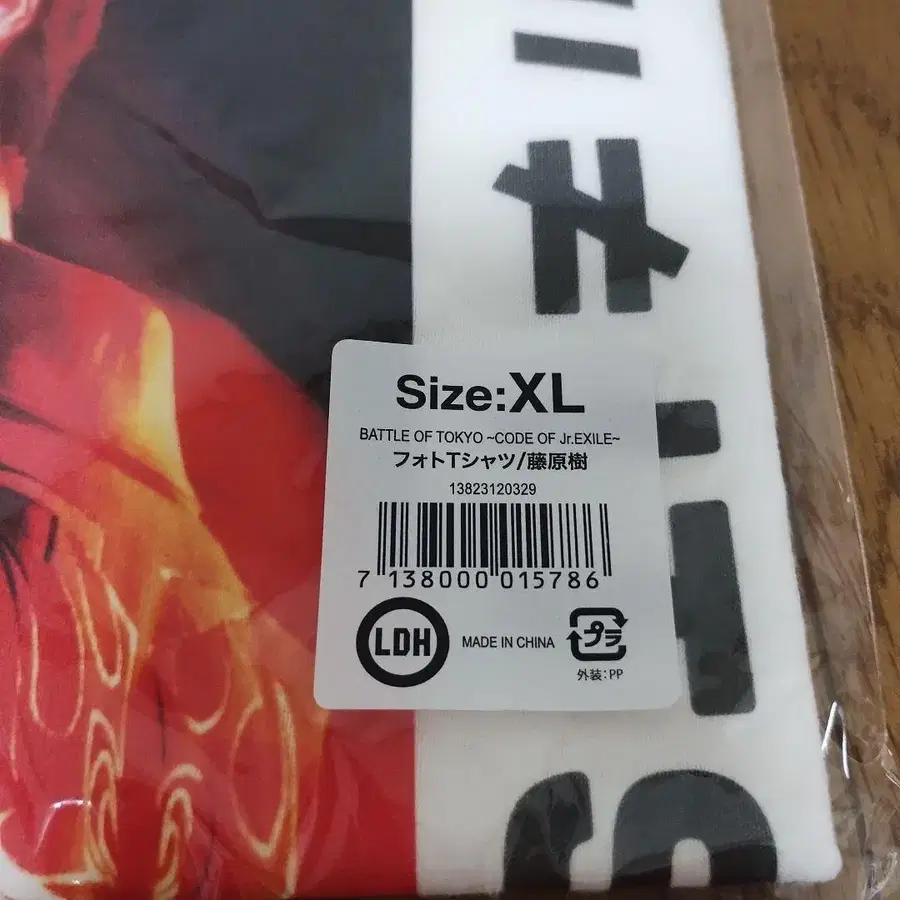 Size:XL
BATTLE OF TOKYO ~CODE OF Jr.EXILE~
フォトTシャツ/藤原樹
13823120329
7 138000 015786
LDH
MADE IN CHINA
プラ
外装:PP